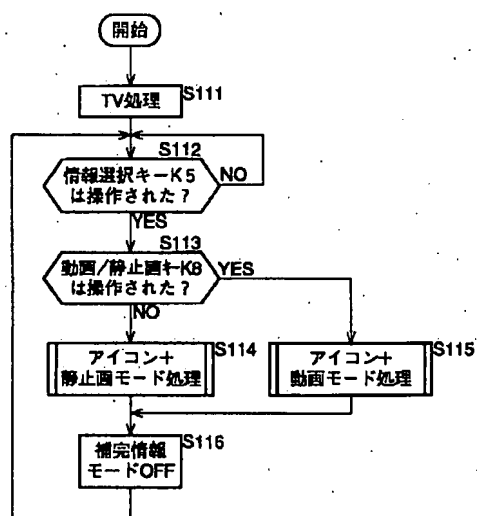 開始
TV処理
S111
S112
情報選択キーK5
は操作された?
NO
YES
S113
動画/静止画キーK8
は操作された?
YES
NO
アイコン+
静止画モード処理
S114
アイコン+
動画モード処理
S115
補完情報
モードOFF
S116